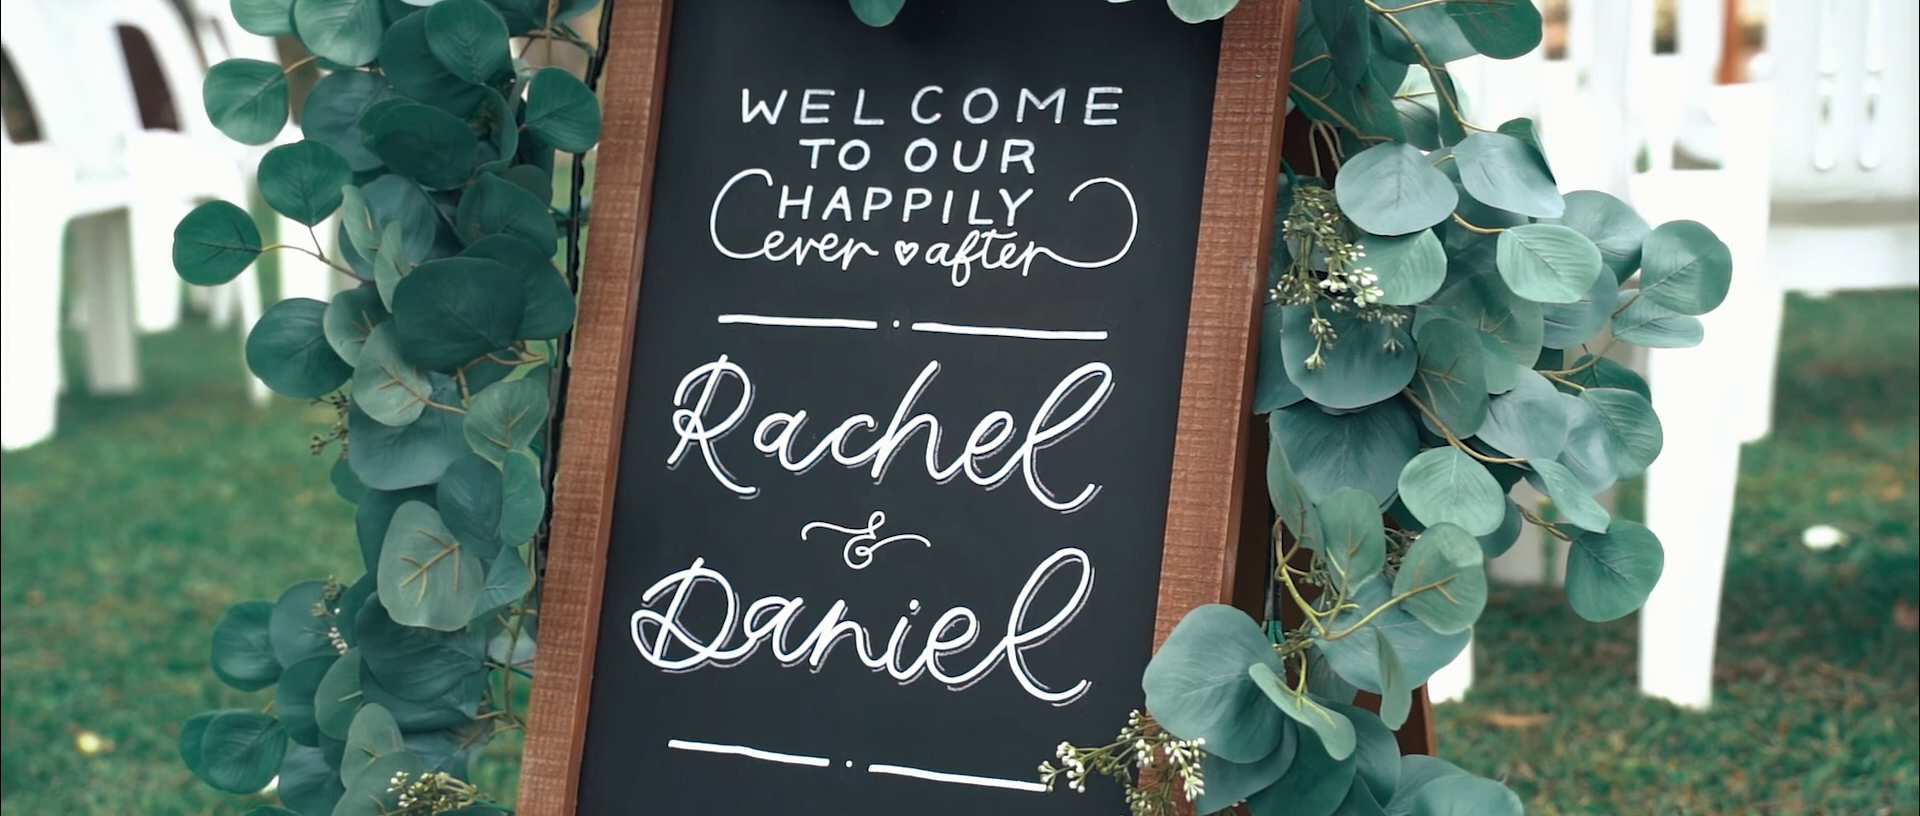 WELCOME
TO OUR
HAPPILY
ever ♥ after
Rachel
&
Daniel